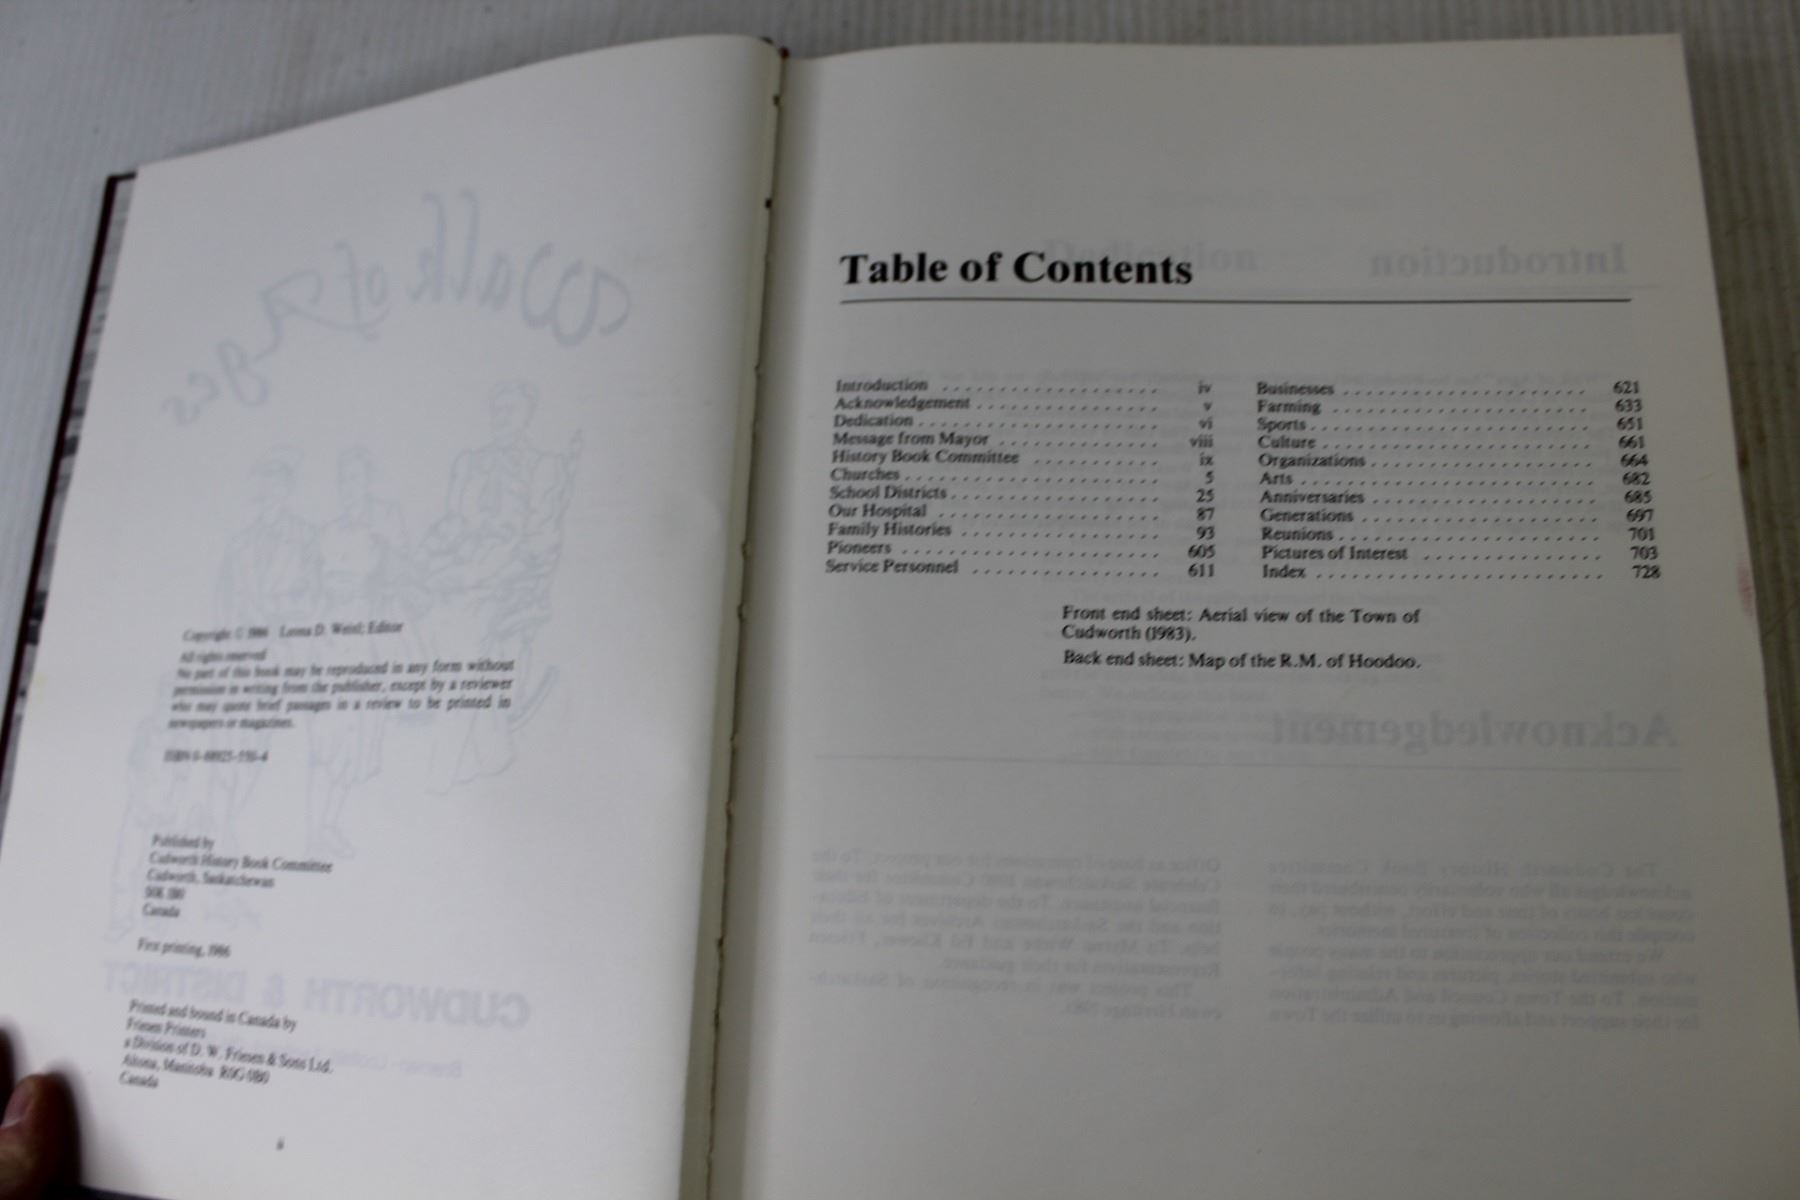 Copyright © 1986 Leona D. Weisl; Editor
All rights reserved
No part of this book may be reproduced in any form without
permission in writing from the publisher, except by a reviewer
who may quote brief passages in a review to be printed in
newspapers or magazines.
Published by
Cudworth History Book Committee
Cudworth, Saskatchewan
Canada
First printing, 1986
Printed and bound in Canada by
Friesen Printers
a Division of D. W. Friesen & Sons Ltd.
Altona, Manitoba R0G 0B0
Canada
ii
Table of Contents
Introduction . . . . . . . . . . . . . . . . . . . iv
Acknowledgement . . . . . . . . . . . . . . . . v
Dedication . . . . . . . . . . . . . . . . . . . . . vi
Message from Mayor . . . . . . . . . . . . . . viii
History Book Committee . . . . . . . . . . . ix
Churches . . . . . . . . . . . . . . . . . . . . . . 5
School Districts . . . . . . . . . . . . . . . . . . 25
Our Hospital . . . . . . . . . . . . . . . . . . . 87
Family Histories . . . . . . . . . . . . . . . . . 93
Pioneers . . . . . . . . . . . . . . . . . . . . . . 605
Service Personnel . . . . . . . . . . . . . . . . 611
Businesses . . . . . . . . . . . . . . . . . . . . . 621
Farming . . . . . . . . . . . . . . . . . . . . . . 633
Sports . . . . . . . . . . . . . . . . . . . . . . . . 651
Culture . . . . . . . . . . . . . . . . . . . . . . . 661
Organizations . . . . . . . . . . . . . . . . . . . 664
Arts . . . . . . . . . . . . . . . . . . . . . . . . . 682
Anniversaries . . . . . . . . . . . . . . . . . . . 685
Generations . . . . . . . . . . . . . . . . . . . . 697
Reunions . . . . . . . . . . . . . . . . . . . . . . 701
Pictures of Interest . . . . . . . . . . . . . . . 703
Index . . . . . . . . . . . . . . . . . . . . . . . . 728
Front end sheet: Aerial view of the Town of
Cudworth (1983).
Back end sheet: Map of the R.M. of Hoodoo.
Walk of Ages
CUDWORTH & DISTRICT
Introduction
Acknowledgement